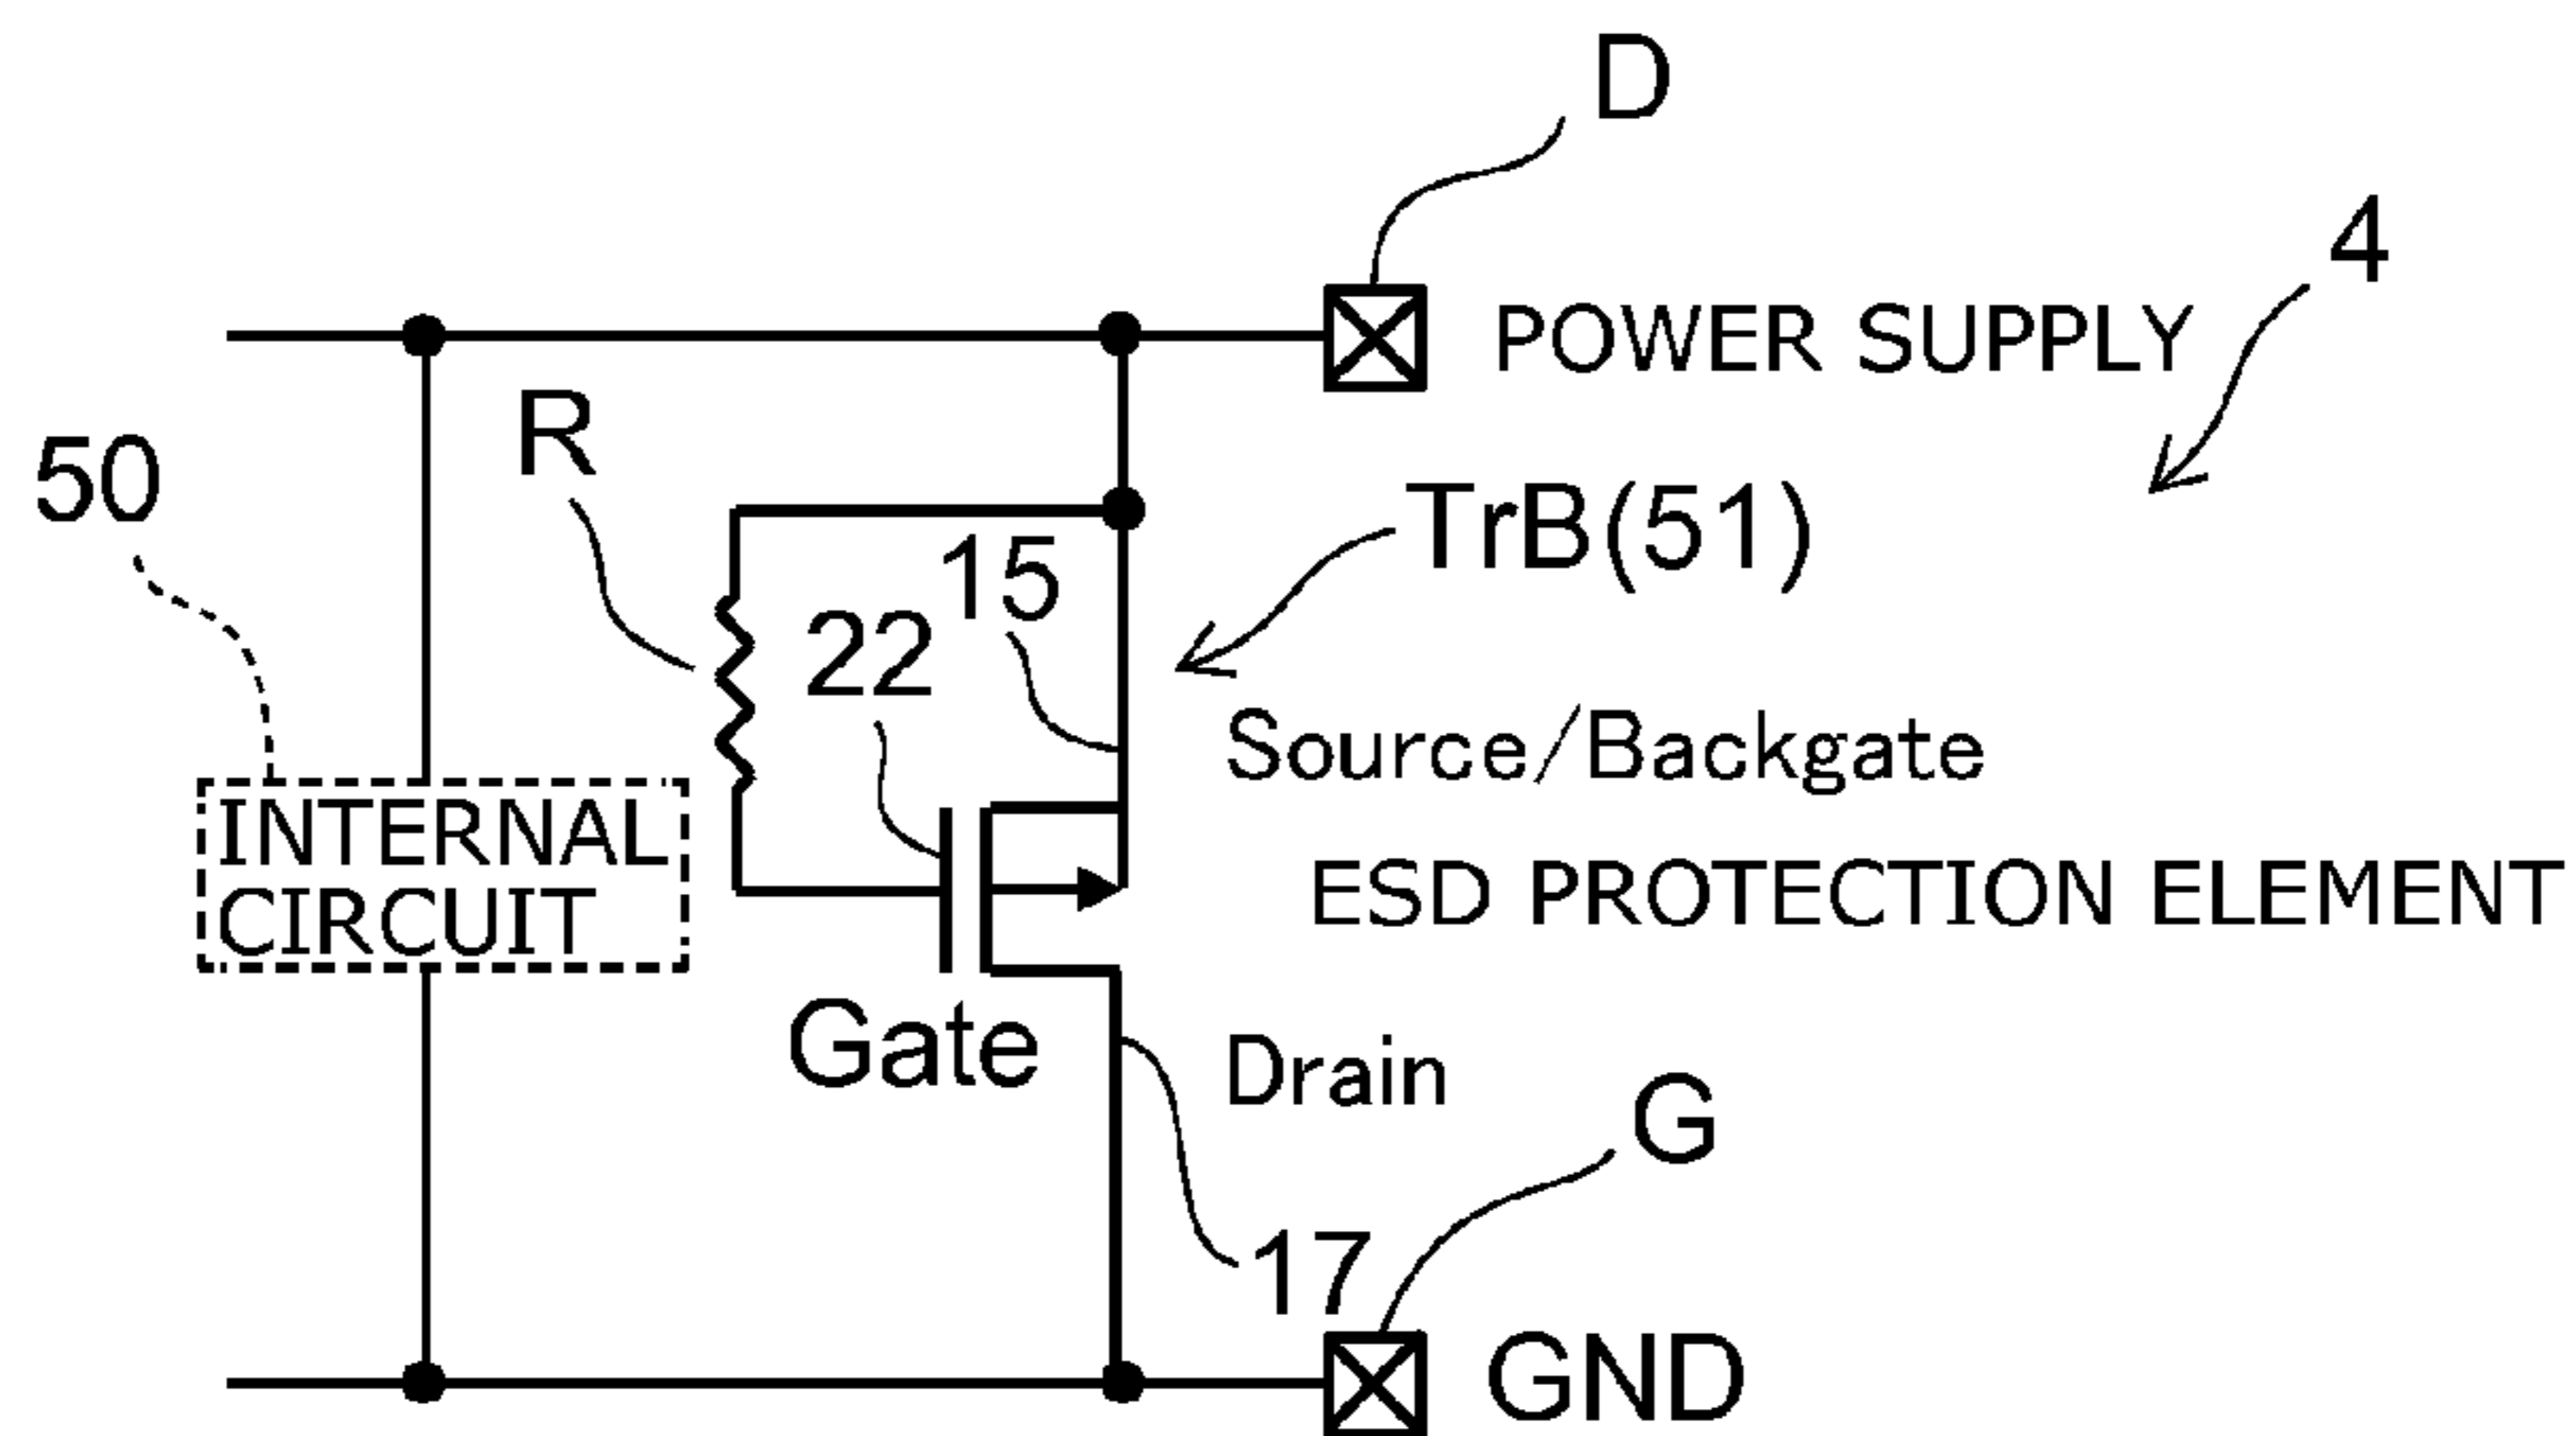 D
4
POWER SUPPLY
R
50
TrB(51)
15
22
Source/Backgate
INTERNAL
CIRCUIT
ESD PROTECTION ELEMENT
Gate
Drain
G
17
GND